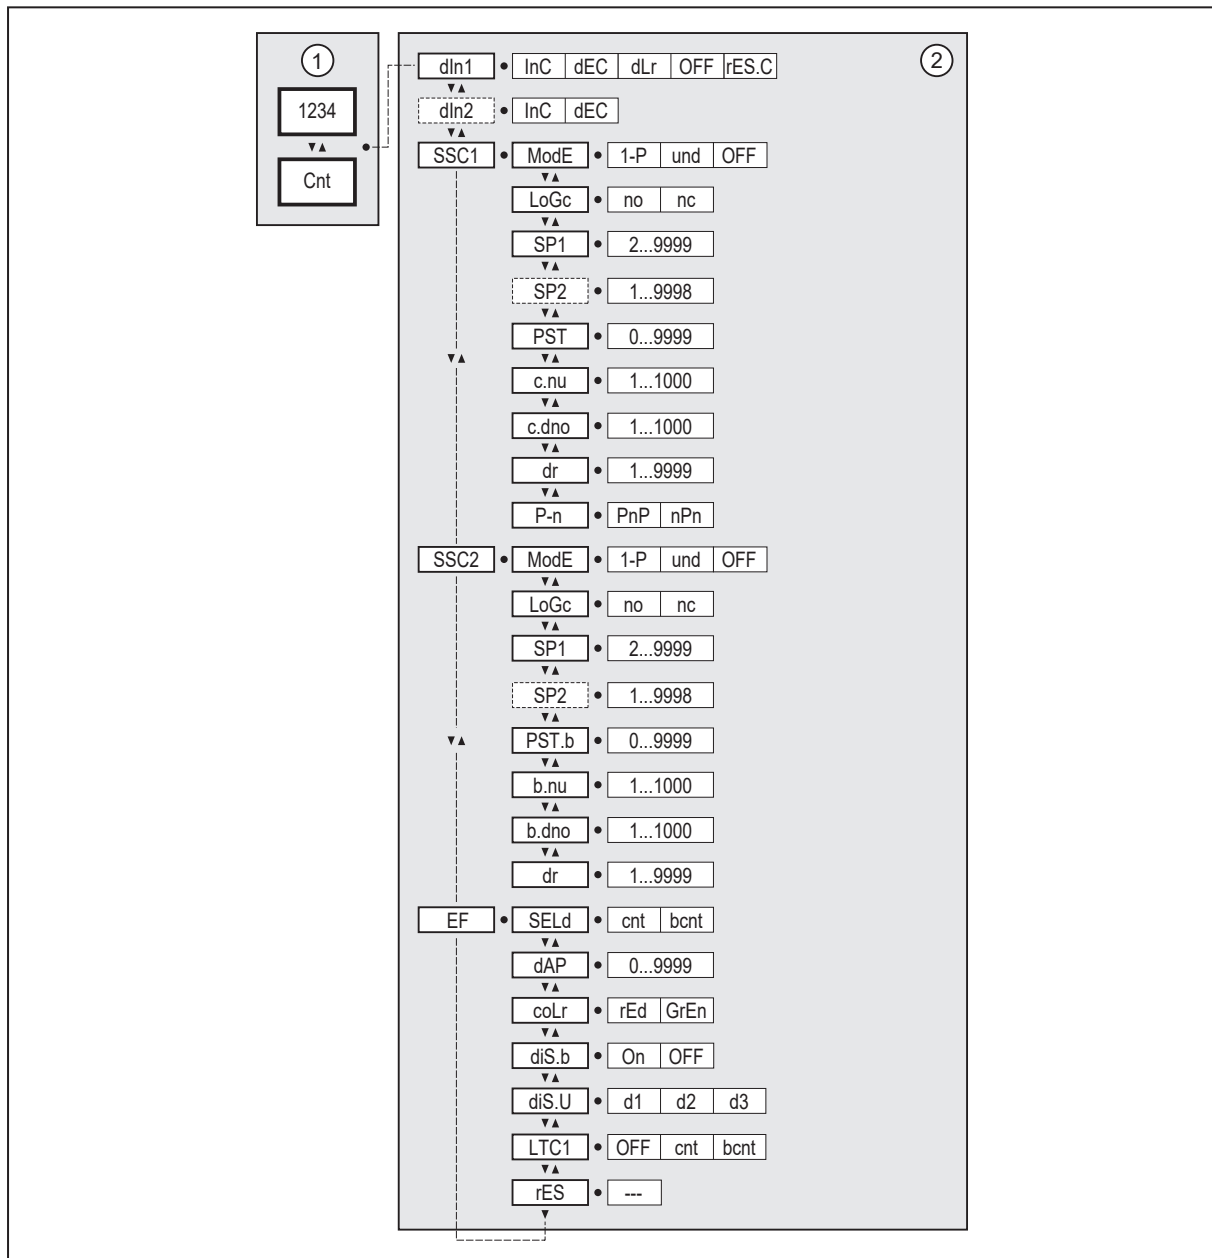 1 2
1234
Cnt
dIn1 InC dEC dLr OFF rES.C
dIn2 InC dEC
SSC1 ModE 1-P und OFF
LoGc no nc
SP1 2...9999
SP2 1...9998
PST 0...9999
c.nu 1...1000
c.dno 1...1000
dr 1...9999
P-n PnP nPn
SSC2 ModE 1-P und OFF
LoGc no nc
SP1 2...9999
SP2 1...9998
PST.b 0...9999
b.nu 1...1000
b.dno 1...1000
dr 1...9999
EF SELd cnt bcnt
dAP 0...9999
coLr rEd GrEn
diS.b On OFF
diS.U d1 d2 d3
LTC1 OFF cnt bcnt
rES ---